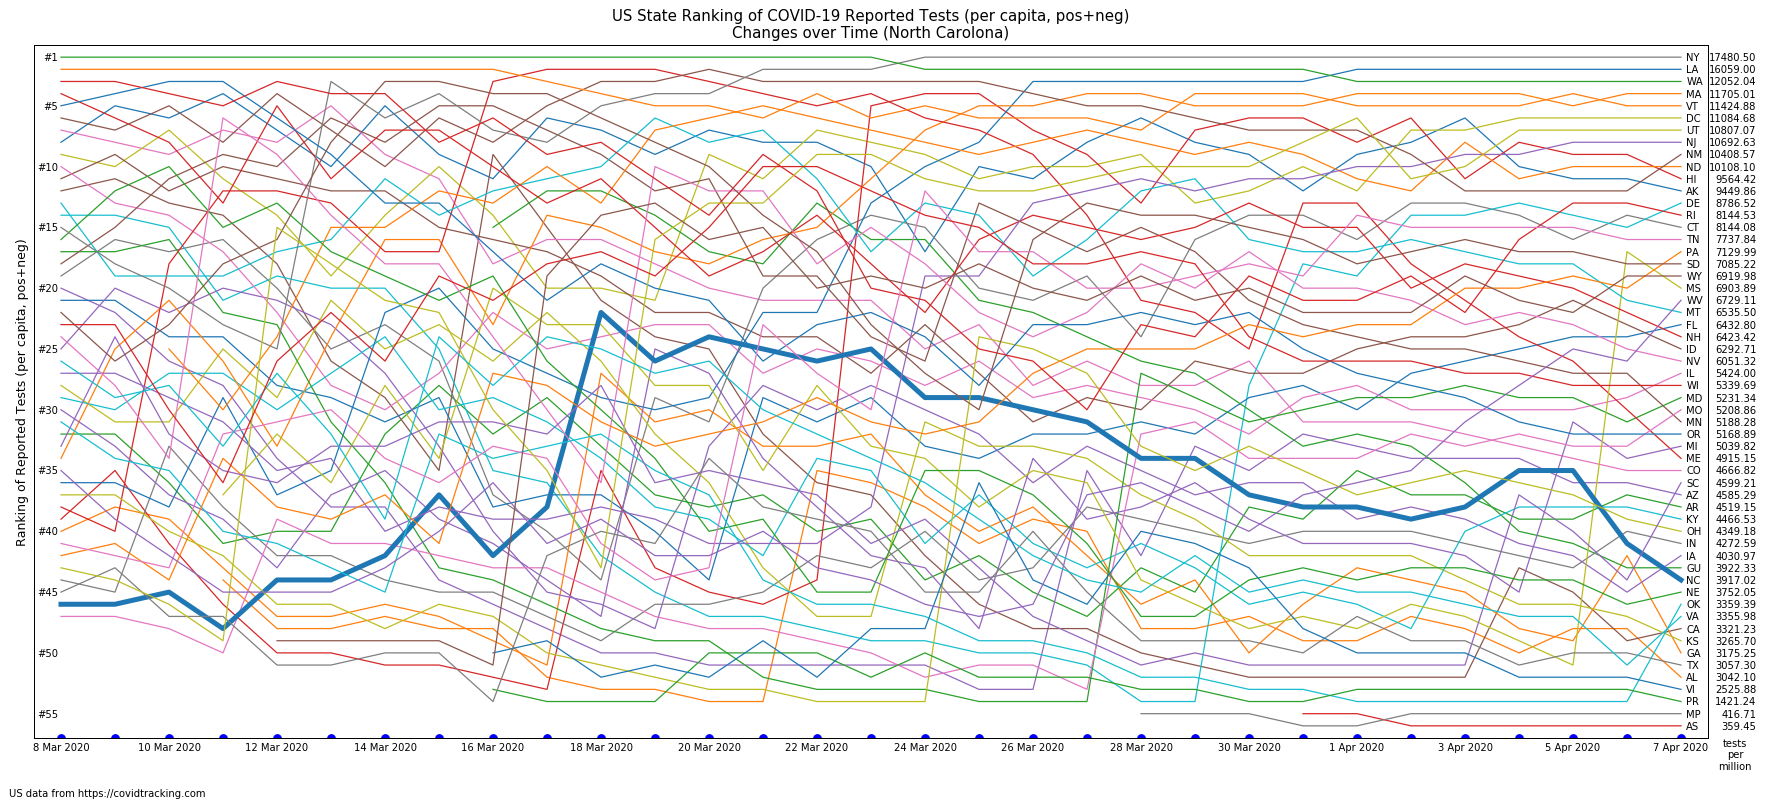 US State Ranking of COVID-19 Reported Tests (per capita, pos+neg)
Changes over Time (North Carolona)
Ranking of Reported Tests (per capita, pos+neg)
#1
#5
#10
#15
#20
#25
#30
#35
#40
#45
#50
#55
NY 17480.50
LA 16059.00
WA 12052.04
MA 11705.01
VT 11424.88
DC 11084.68
UT 10807.07
NJ 10692.63
NM 10408.57
ND 10108.10
HI 9564.42
AK 9449.86
DE 8786.52
RI 8144.53
CT 8144.08
TN 7737.84
PA 7129.99
SD 7085.22
WY 6919.98
MS 6903.89
WV 6729.11
MT 6535.50
FL 6432.80
NH 6423.42
ID 6292.71
NV 6051.32
IL 5424.00
WI 5339.69
MD 5231.34
MO 5208.86
MN 5188.28
OR 5168.89
MI 5039.82
ME 4915.15
CO 4666.82
SC 4599.21
AZ 4585.29
AR 4519.15
KY 4466.53
OH 4349.18
IN 4272.59
IA 4030.97
GU 3922.33
NC 3917.02
NE 3752.05
OK 3359.39
VA 3355.98
CA 3321.23
KS 3265.70
GA 3175.25
TX 3057.30
AL 3042.10
VI 2525.88
PR 1421.24
MP 416.71
AS 359.45
8 Mar 2020 10 Mar 2020 12 Mar 2020 14 Mar 2020 16 Mar 2020 18 Mar 2020 20 Mar 2020 22 Mar 2020 24 Mar 2020 26 Mar 2020 28 Mar 2020 30 Mar 2020 1 Apr 2020 3 Apr 2020 5 Apr 2020 7 Apr 2020
tests
per
million
US data from https://covidtracking.com